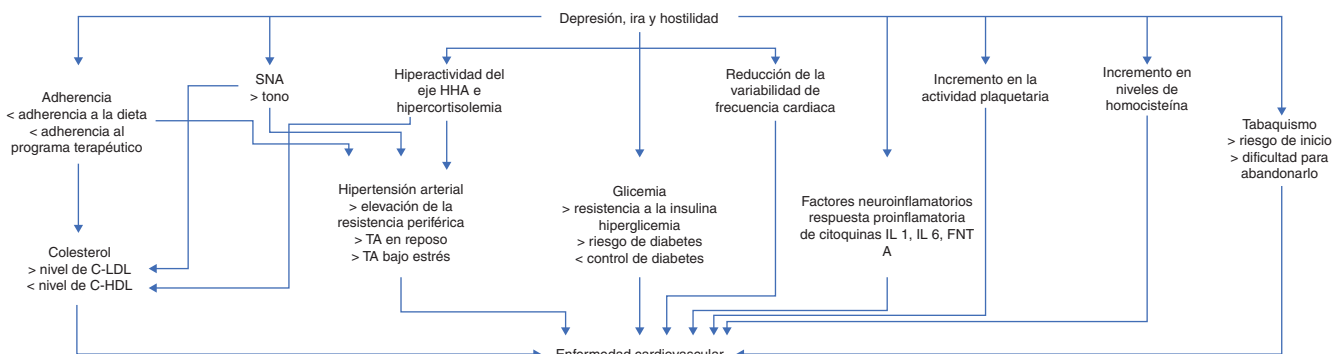 Depresión, ira y hostilidad
Adherencia
< adherencia a la dieta
< adherencia al
programa terapéutico
SNA
> tono
Hiperactividad del
eje HHA e
hipercortisolemia
Reducción de la
variabilidad de
frecuencia cardiaca
Incremento en la
actividad plaquetaria
Incremento en
niveles de
homocisteína
Tabaquismo
> riesgo de inicio
> dificultad para
abandonarlo
Colesterol
> nivel de C-LDL
< nivel de C-HDL
Hipertensión arterial
> elevación de la
resistencia periférica
> TA en reposo
> TA bajo estrés
Glicemia
> resistencia a la insulina
hiperglicemia
> riesgo de diabetes
< control de diabetes
Factores neuroinflamatorios
respuesta proinflamatoria
de citoquinas IL 1, IL 6, FNT
A
Enfermedad cardiovascular